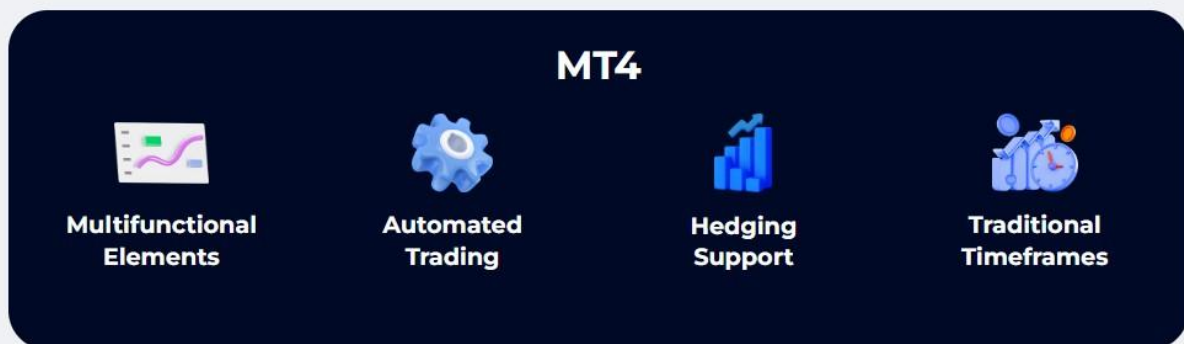 MT4
Multifunctional
Elements
Automated
Trading
Hedging
Support
Traditional
Timeframes